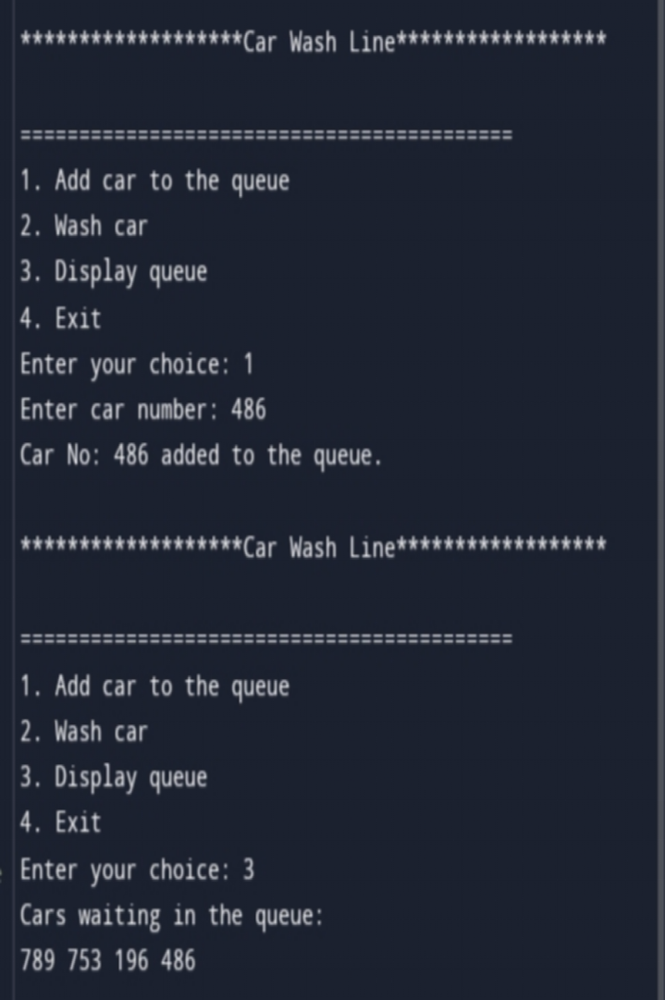 *******************Car Wash Line******************
==========================================
1. Add car to the queue
2. Wash car
3. Display queue
4. Exit
Enter your choice: 1
Enter car number: 486
Car No: 486 added to the queue.
*******************Car Wash Line******************
==========================================
1. Add car to the queue
2. Wash car
3. Display queue
4. Exit
Enter your choice: 3
Cars waiting in the queue:
789 753 196 486